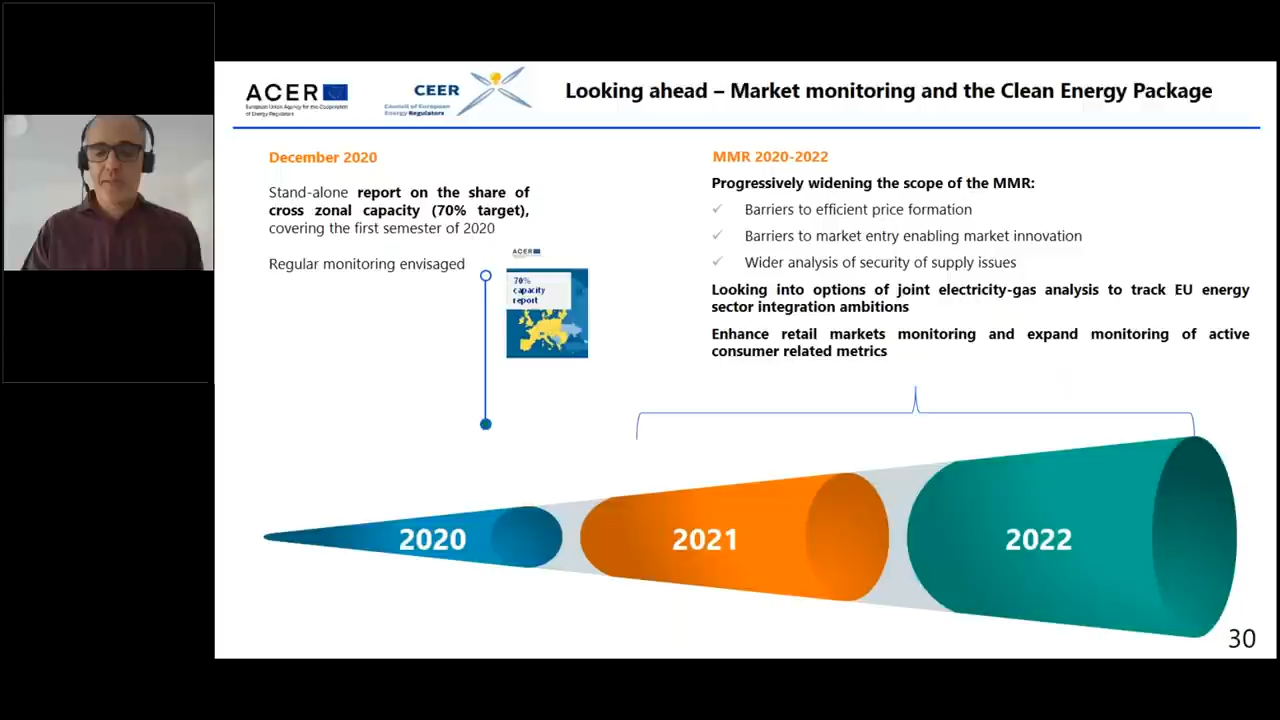 ACER
European Union Agency for the Cooperation
of Energy Regulators
CEER
Council of European
Energy Regulators
Looking ahead – Market monitoring and the Clean Energy Package
December 2020
Stand-alone report on the share of
cross zonal capacity (70% target),
covering the first semester of 2020
Regular monitoring envisaged
ACER
70%
capacity
report
MMR 2020-2022
Progressively widening the scope of the MMR:
✓ Barriers to efficient price formation
✓ Barriers to market entry enabling market innovation
✓ Wider analysis of security of supply issues
Looking into options of joint electricity-gas analysis to track EU energy
sector integration ambitions
Enhance retail markets monitoring and expand monitoring of active
consumer related metrics
2020
2021
2022
30